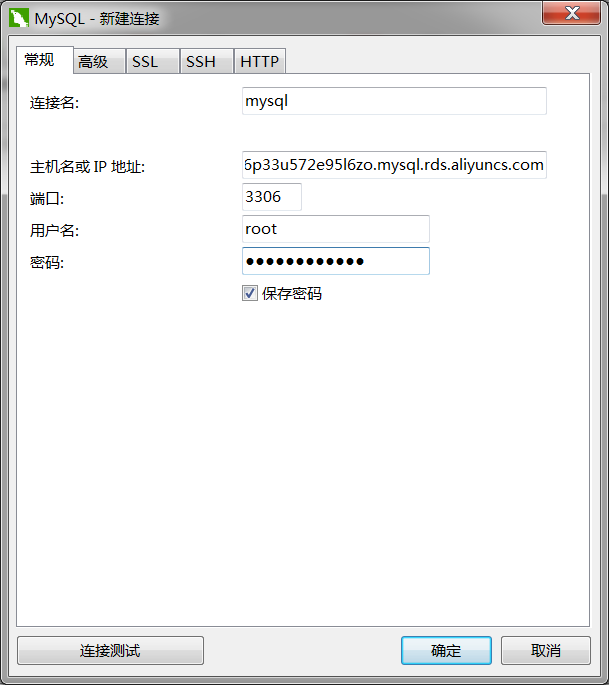 MySQL - 新建连接
常规 高级 SSL SSH HTTP
连接名: mysql
主机名或 IP 地址: 6p33u572e95l6zo.mysql.rds.aliyuncs.com
端口: 3306
用户名: root
密码: ●●●●●●●●●●●●
保存密码
连接测试 确定 取消